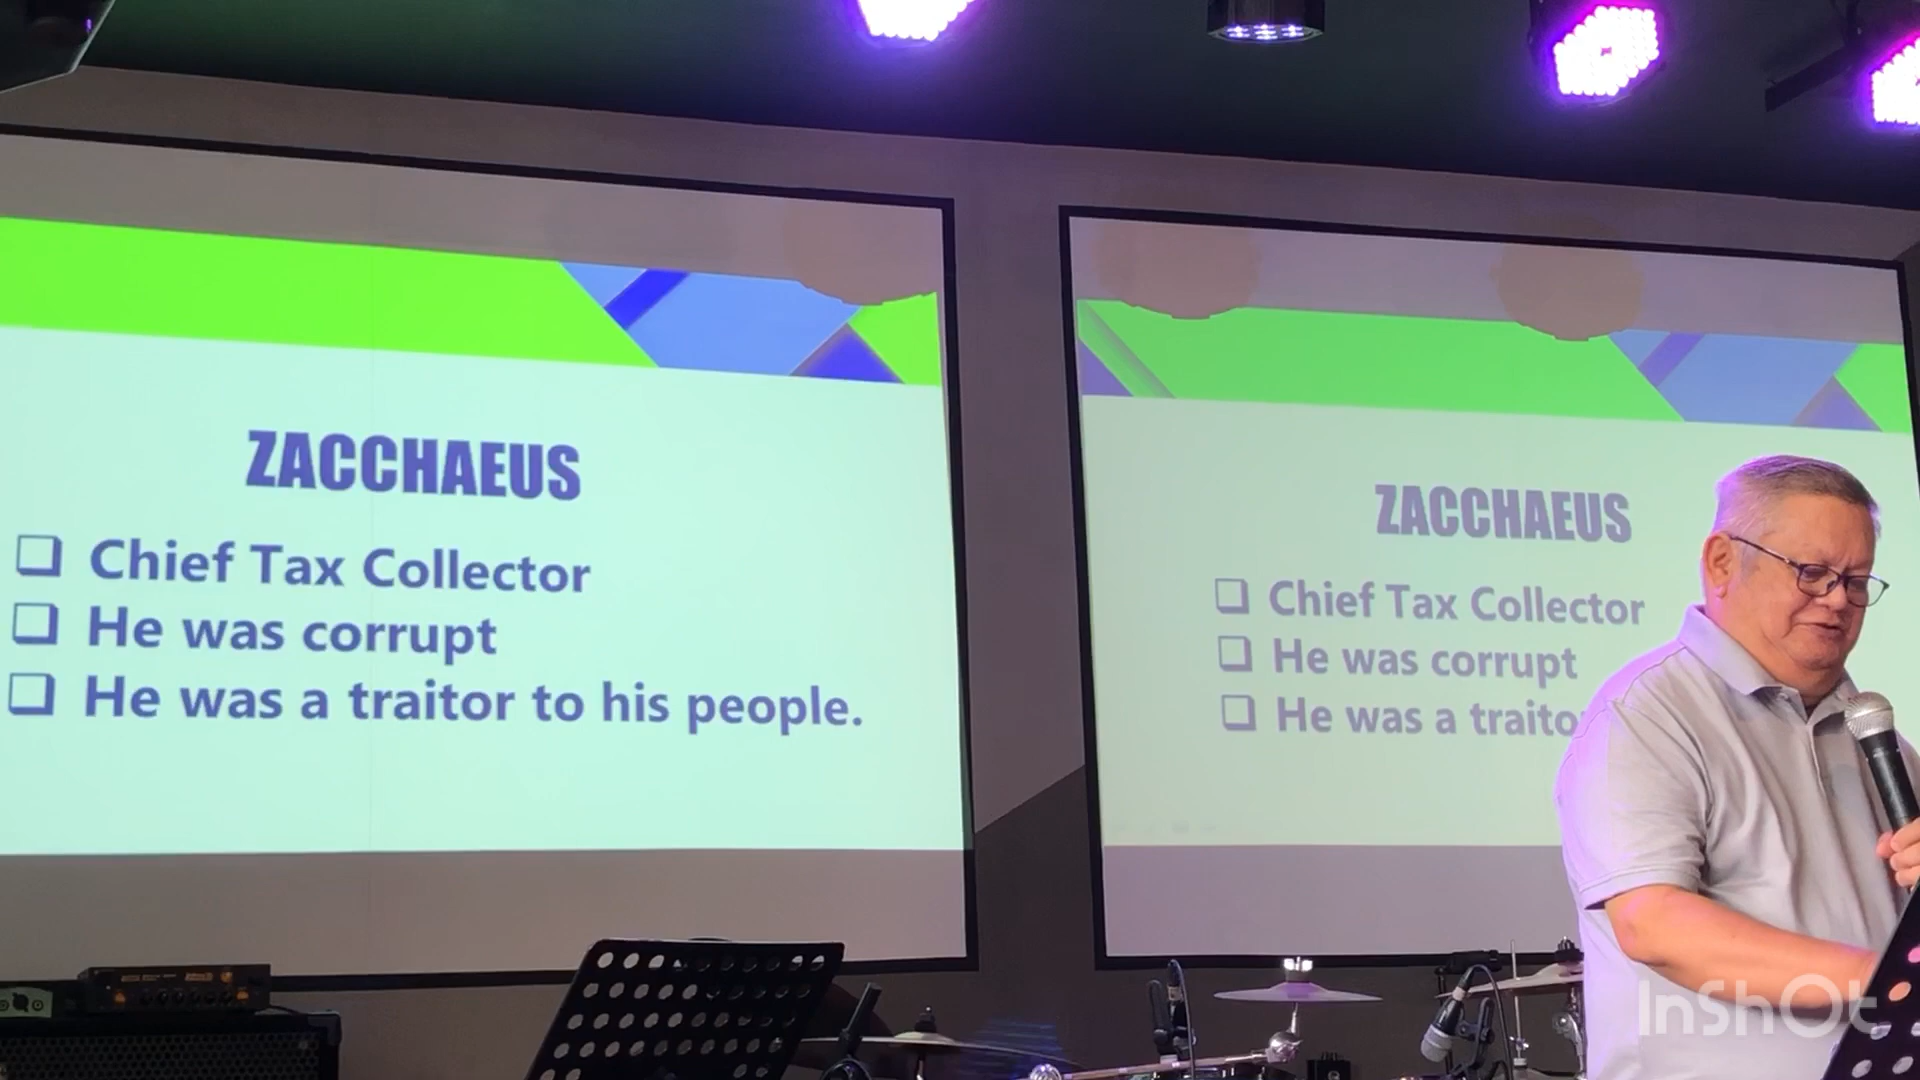 ZACCHAEUS
❑ Chief Tax Collector
❑ He was corrupt
❑ He was a traitor to his people.
ZACCHAEUS
❑ Chief Tax Collector
❑ He was corrupt
❑ He was a traito
InShOt